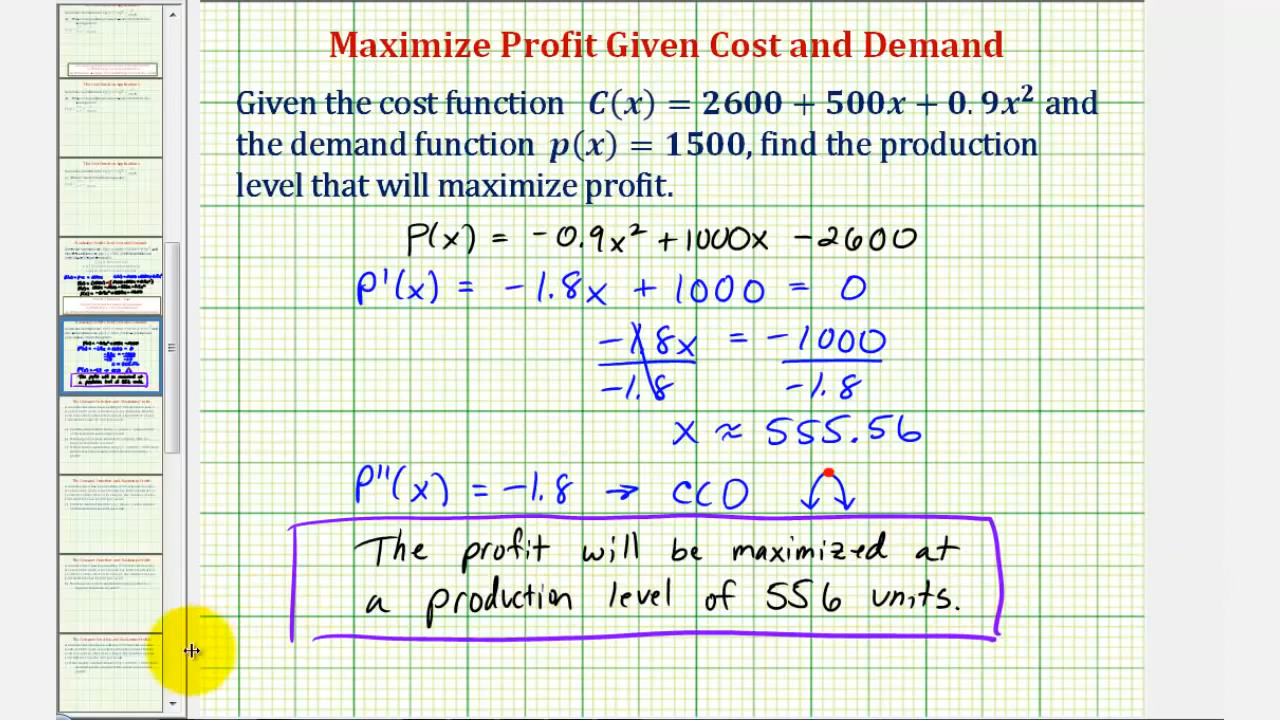 Maximize Profit Given Cost and Demand
Given the cost function C(x) = 2600 + 500x + 0.9x² and
the demand function p(x) = 1500, find the production
level that will maximize profit.
P(x) = -0.9x² + 1000x - 2600
P'(x) = -1.8x + 1000 = 0
-1.8x = -1000
-1.8 -1.8
x ≈ 555.56
P''(x) = -1.8 → CCD
The profit will be maximized at
a production level of 556 units.